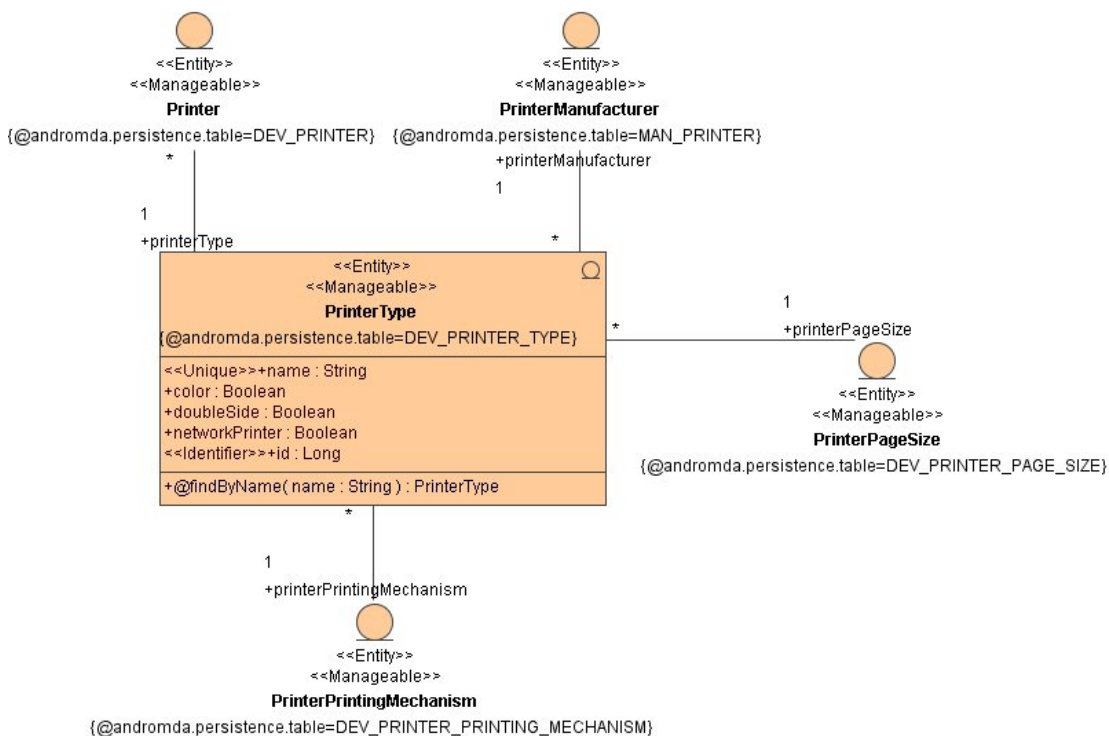 <<Entity>>
<<Manageable>>
Printer
{@andromda.persistence.table=DEV_PRINTER}
*
1
+printerType
<<Entity>>
<<Manageable>>
PrinterManufacturer
{@andromda.persistence.table=MAN_PRINTER}
+printerManufacturer
1
*
<<Entity>>
<<Manageable>>
PrinterType
{@andromda.persistence.table=DEV_PRINTER_TYPE}
<<Unique>>+name : String
+color : Boolean
+doubleSide : Boolean
+networkPrinter : Boolean
<<Identifier>>+id : Long
+@findByName( name : String ) : PrinterType
*
1
+printerPageSize
<<Entity>>
<<Manageable>>
PrinterPageSize
{@andromda.persistence.table=DEV_PRINTER_PAGE_SIZE}
*
1
+printerPrintingMechanism
<<Entity>>
<<Manageable>>
PrinterPrintingMechanism
{@andromda.persistence.table=DEV_PRINTER_PRINTING_MECHANISM}